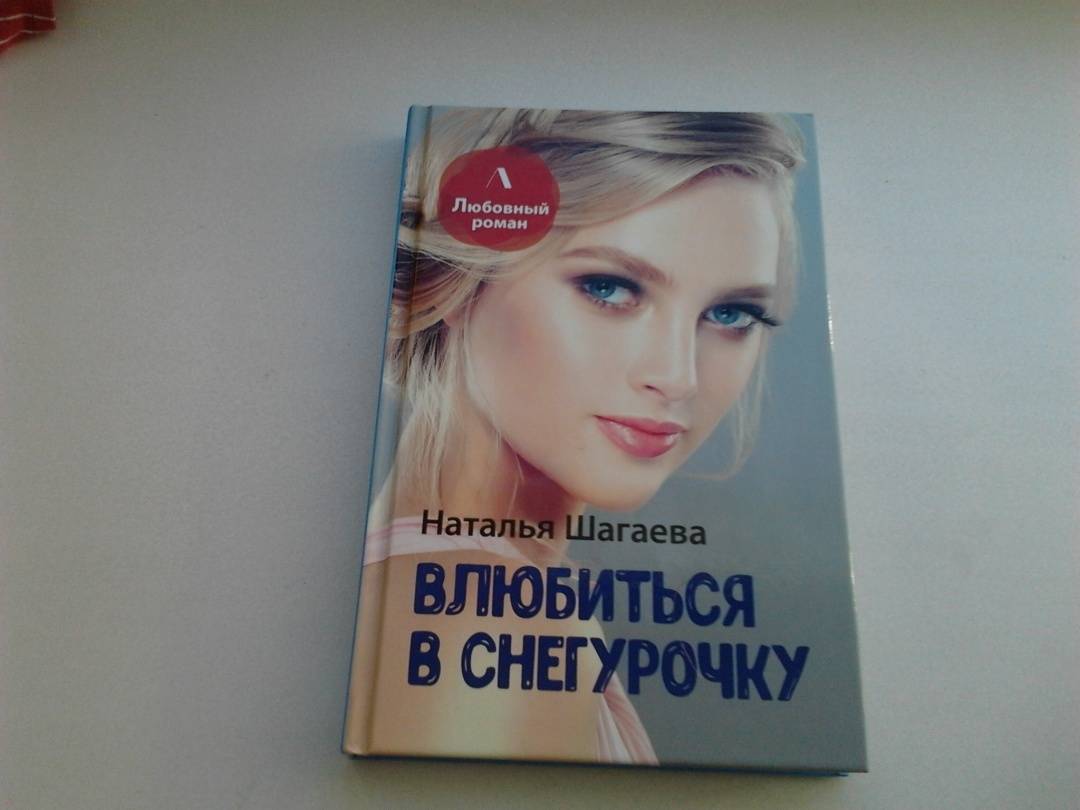 Л
Любовный
роман
Наталья Шагаева
ВЛЮБИТЬСЯ
В СНЕГУРОЧКУ